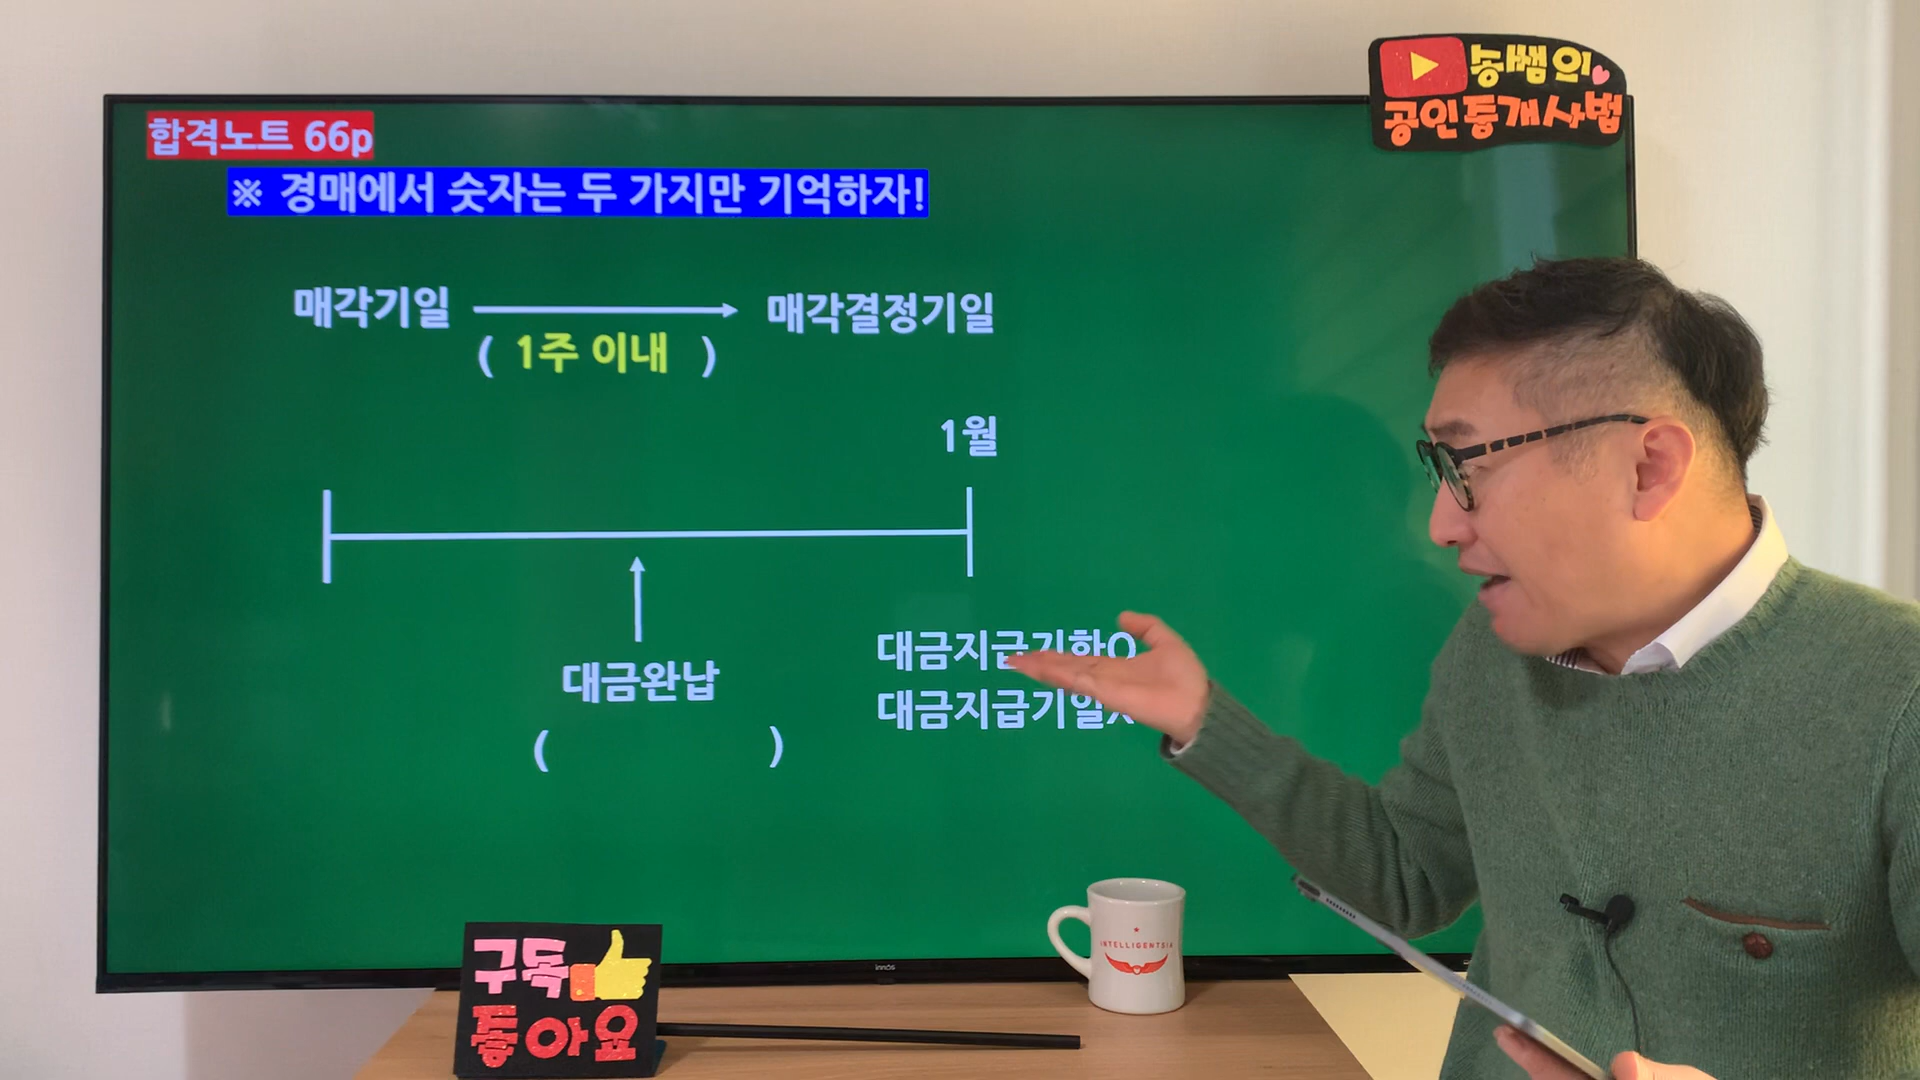 합격노트 66p
※ 경매에서 숫자는 두 가지만 기억하자!
매각기일
매각결정기일
( 1주 이내 )
1월
대금완납
( )
대금지급기한O
대금지급기일X
송쌤의
공인중개사법
구독
좋아요
INTELLIGENTSIA
innos